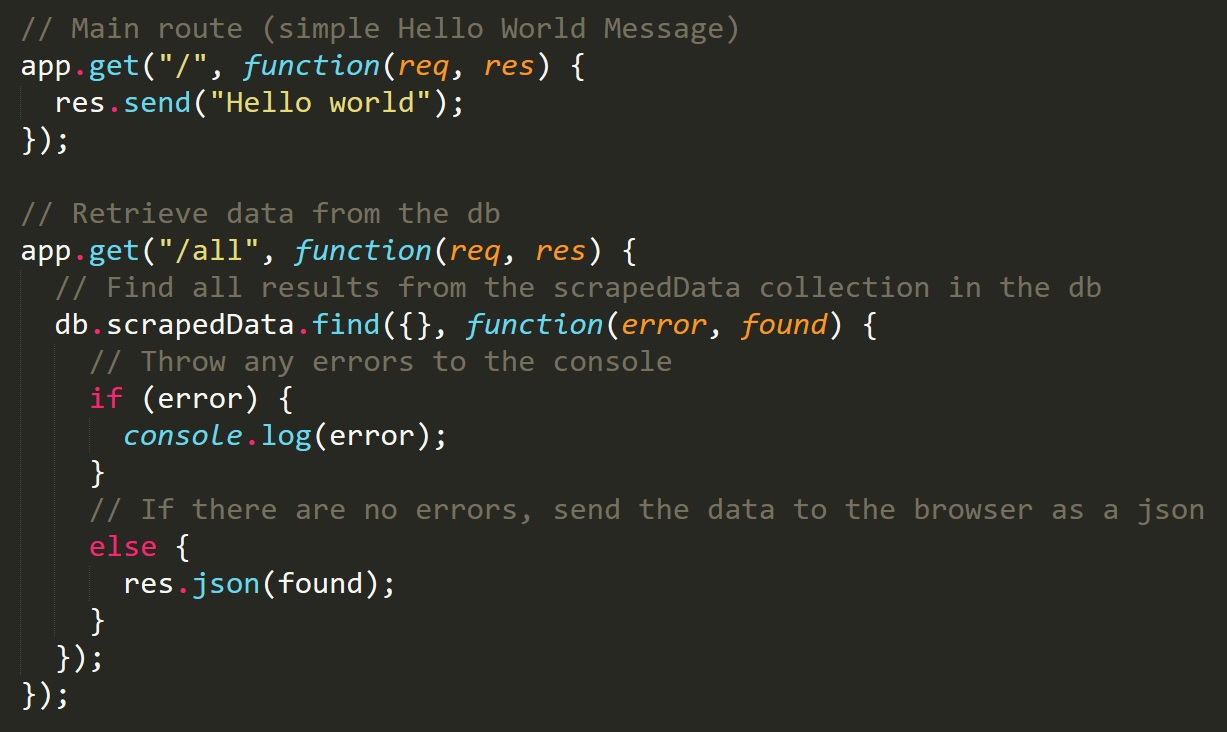 // Main route (simple Hello World Message)
app.get("/", function(req, res) {
  res.send("Hello world");
});

// Retrieve data from the db
app.get("/all", function(req, res) {
  // Find all results from the scrapedData collection in the db
  db.scrapedData.find({}, function(error, found) {
    // Throw any errors to the console
    if (error) {
      console.log(error);
    }
    // If there are no errors, send the data to the browser as a json
    else {
      res.json(found);
    }
  });
});